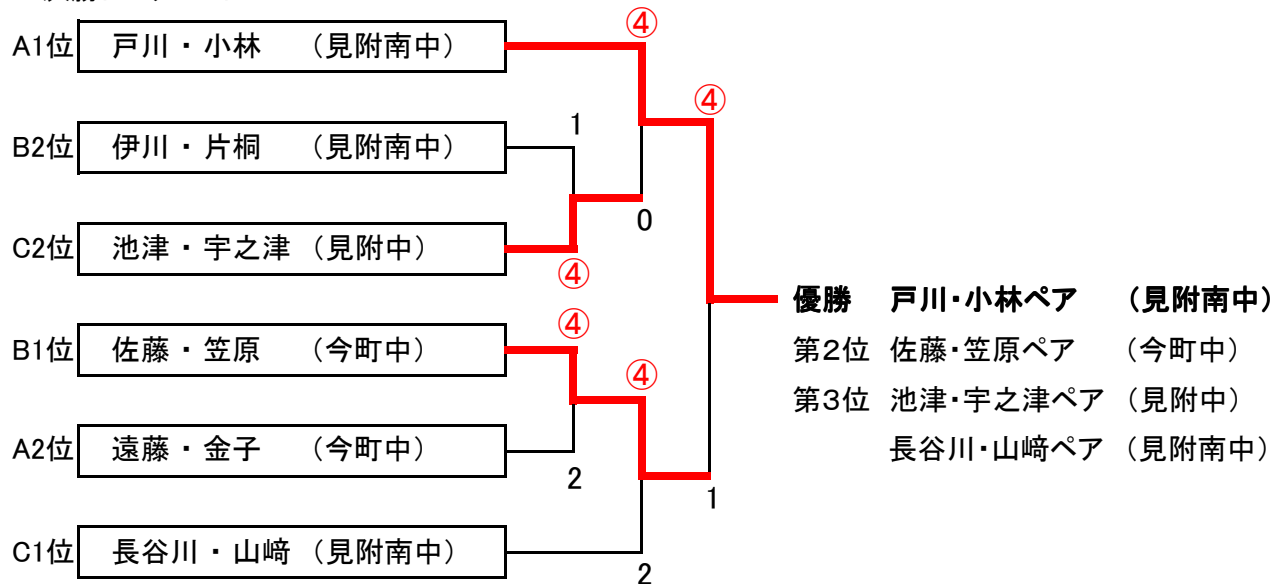 ④
A1位 戸川・小林 （見附南中）
④
1
B2位 伊川・片桐 （見附南中）
0
C2位 池津・宇之津 （見附中）
④
優勝 戸川・小林ペア （見附南中）
④
B1位 佐藤・笠原 （今町中）
第2位 佐藤・笠原ペア （今町中）
④
第3位 池津・宇之津ペア （見附中）
A2位 遠藤・金子 （今町中）
長谷川・山﨑ペア （見附南中）
2
1
C1位 長谷川・山﨑 （見附南中）
2